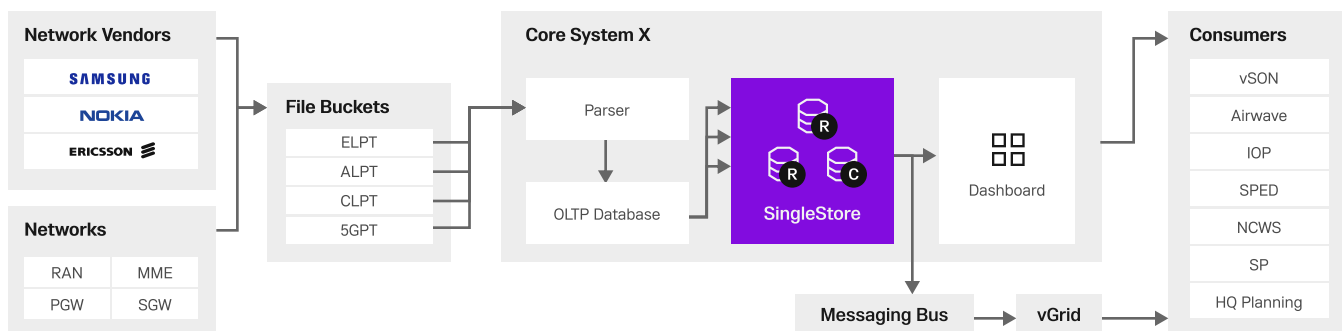 Network Vendors
SAMSUNG
NOKIA
ERICSSON
Networks
RAN MME
PGW SGW
File Buckets
ELPT
ALPT
CLPT
5GPT
Core System X
Parser
OLTP Database
R
R C
SingleStore
Dashboard
Messaging Bus
vGrid
Consumers
vSON
Airwave
IOP
SPED
NCWS
SP
HQ Planning